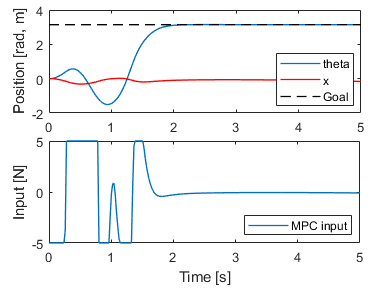 4
2
0
-2
Position [rad, m]
theta
x
Goal
0 1 2 3 4 5
5
0
-5
Input [N]
MPC input
0 1 2 3 4 5
Time [s]